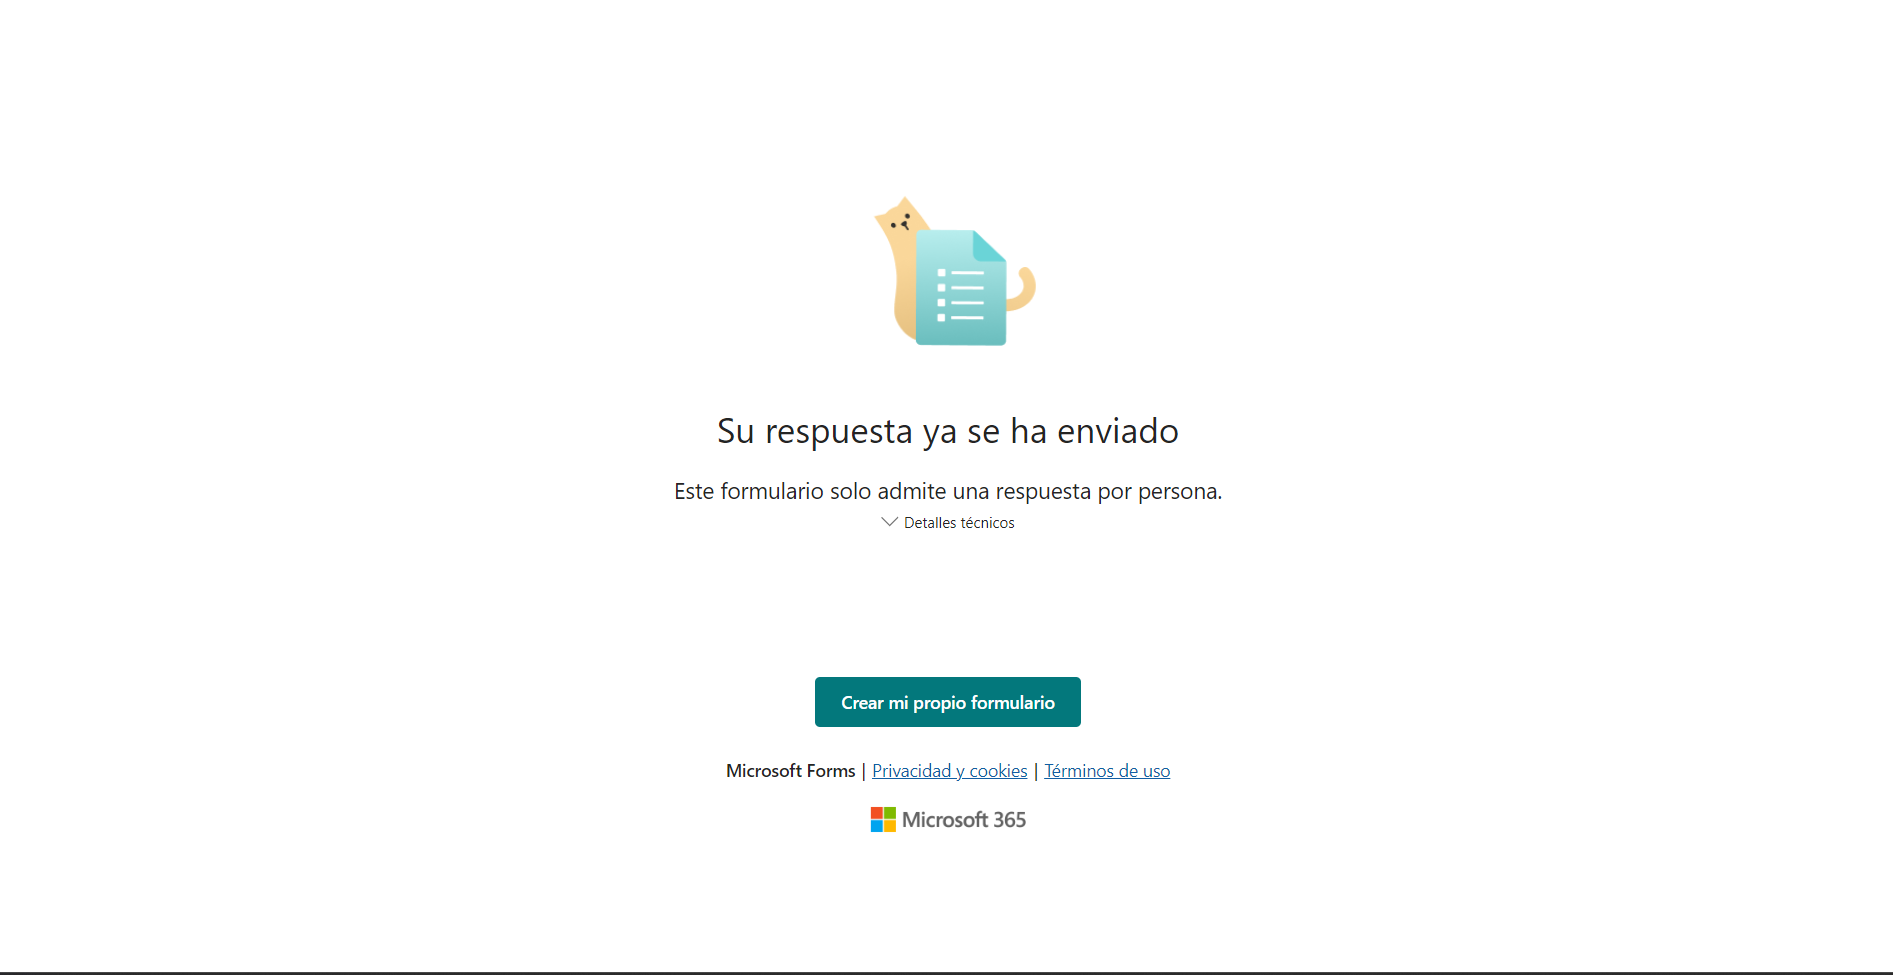 Su respuesta ya se ha enviado
Este formulario solo admite una respuesta por persona.
Detalles técnicos
Crear mi propio formulario
Microsoft Forms | Privacidad y cookies | Términos de uso
Microsoft 365